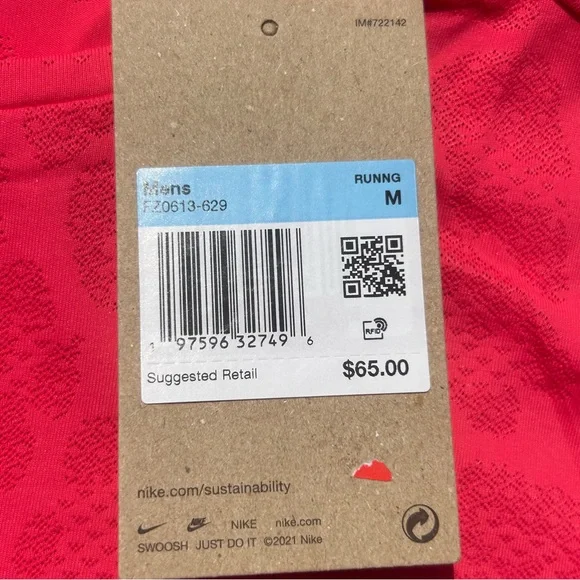 IM#722142
Mens
RUNNG
FZ0613-629
M
RFID
1 97596 32749 6
Suggested Retail
$65.00
nike.com/sustainability
NIKE nike.com
SWOOSH JUST DO IT ©2021 Nike